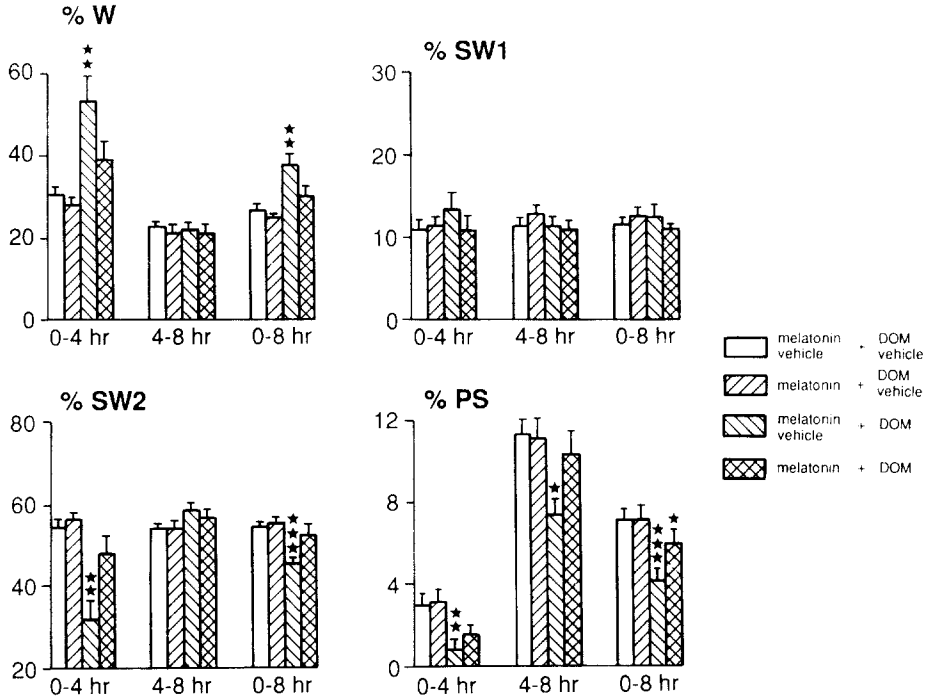 % W
★★
★★
60
40
20
0
0-4 hr 4-8 hr 0-8 hr
% SW1
30
20
10
0
0-4 hr 4-8 hr 0-8 hr
% SW2
80
60
40
20
★★
★★★
0-4 hr 4-8 hr 0-8 hr
% PS
12
8
4
0
★★
★
★★★
★
0-4 hr 4-8 hr 0-8 hr
melatonin vehicle + DOM vehicle
melatonin + DOM vehicle
melatonin vehicle + DOM
melatonin + DOM